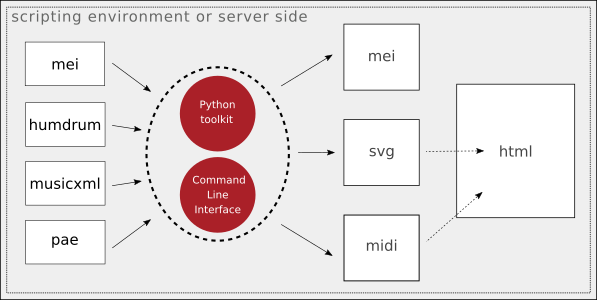 scripting environment or server side
mei
humdrum
musicxml
pae
Python
toolkit
Command
Line
Interface
mei
svg
midi
html